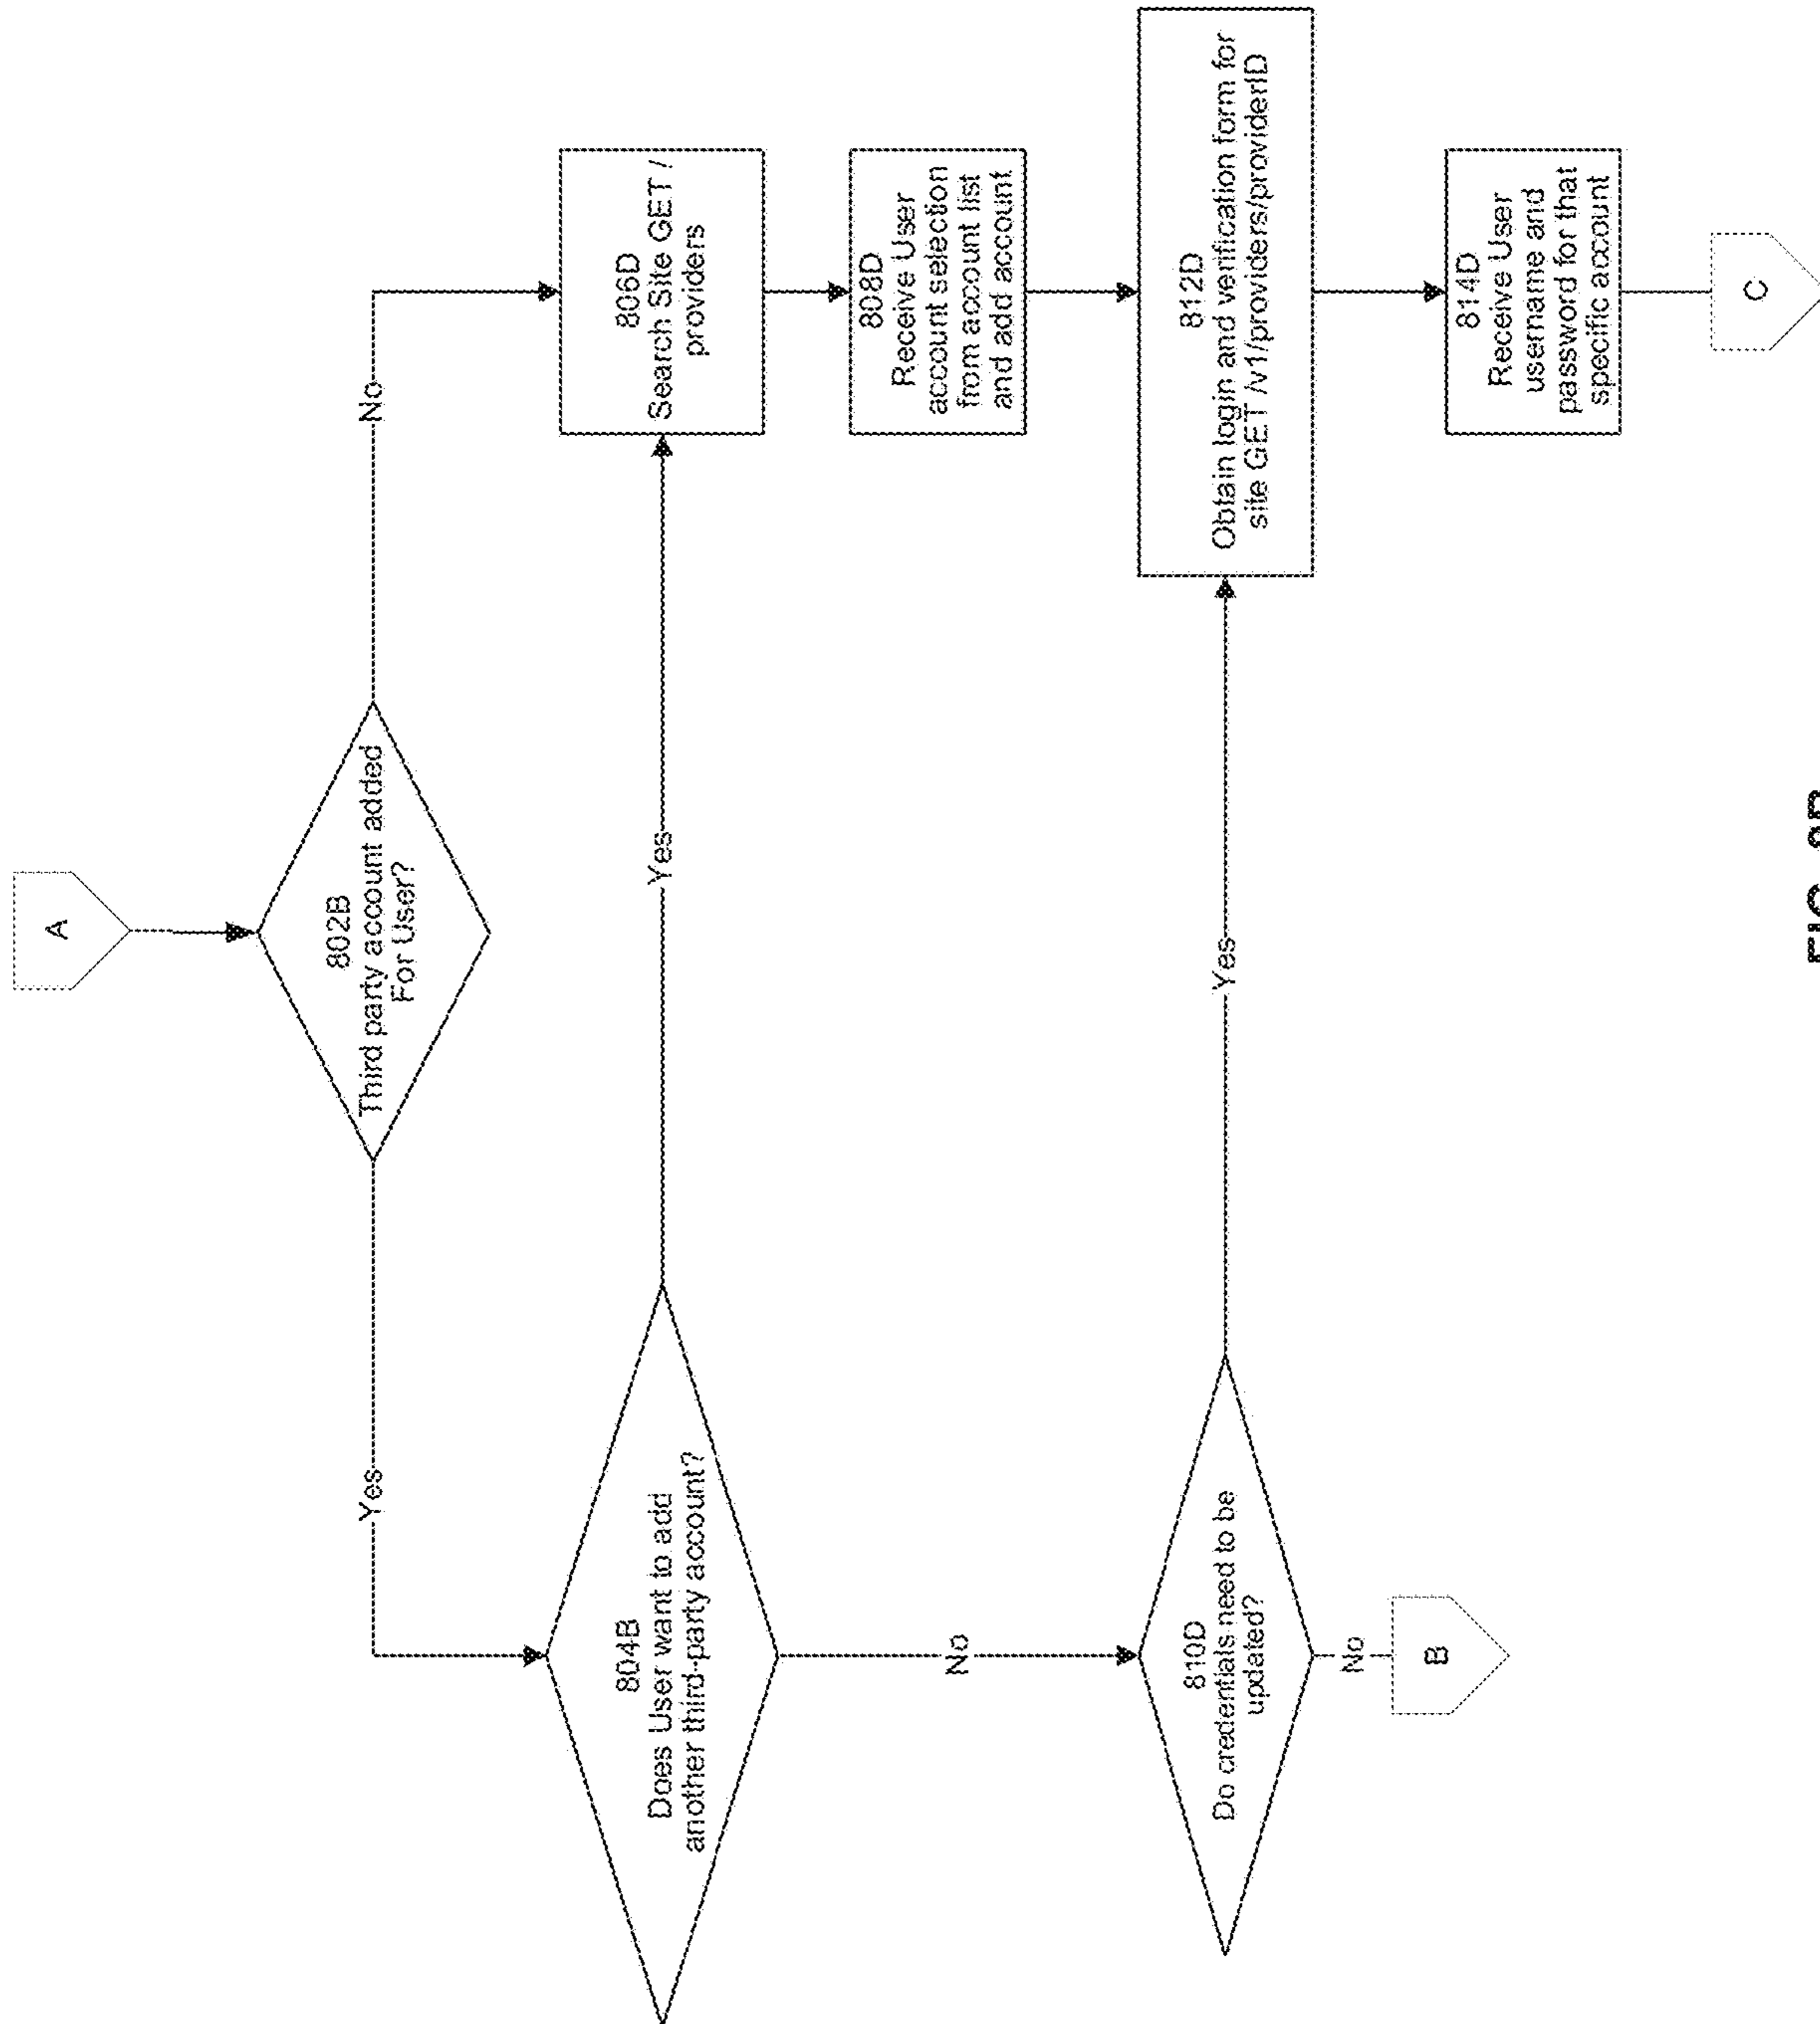 A
802B
Third party account added
For User?
Yes
No
804B
Does User want to add
another third-party account?
Yes
806D
Search Site GET /
providers
808D
Receive User
account selection
from account list
and add account
No
810D
Do credentials need to be
updated?
Yes
812D
Obtain login and verification form for
site GET /v1/providers/providerID
814D
Receive User
username and
password for that
specific account
No
B
C